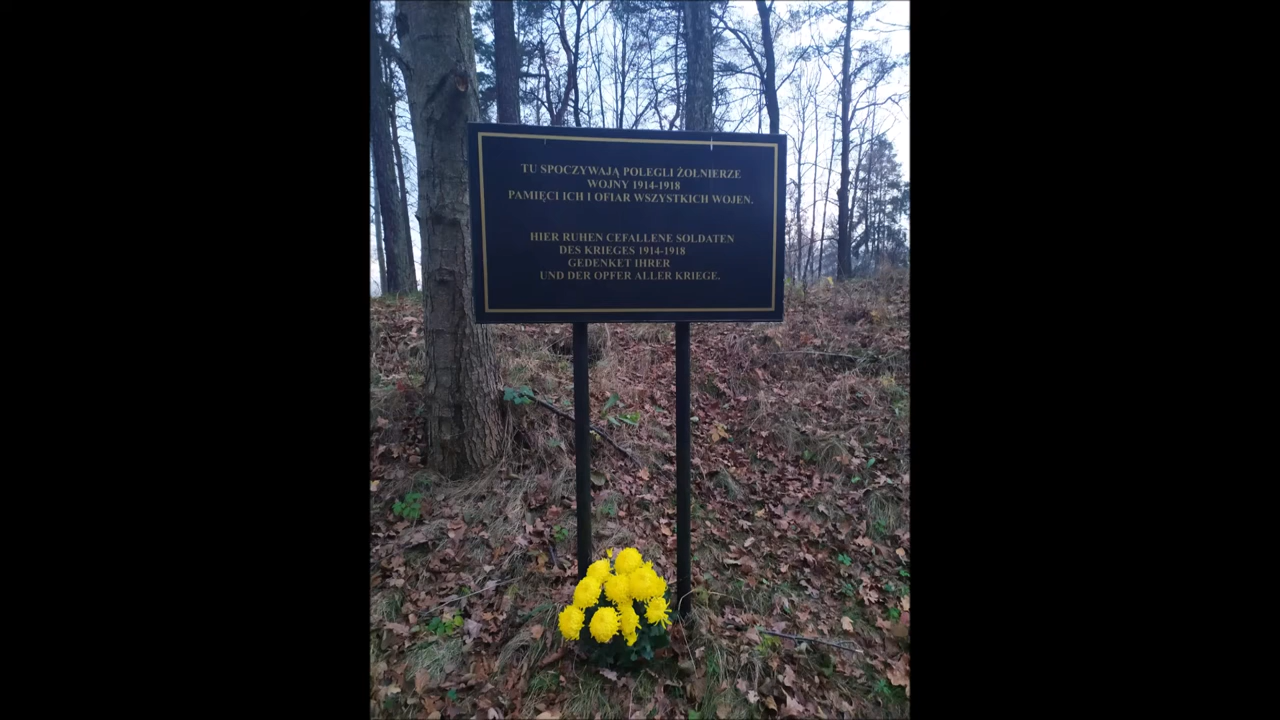 TU SPOCZYWAJĄ POLEGLI ŻOŁNIERZE
WOJNY 1914-1918
PAMIĘCI ICH I OFIAR WSZYSTKICH WOJEN.
HIER RUHEN CEFALLENE SOLDATEN
DES KRIEGES 1914-1918
GEDENKET IHRER
UND DER OPFER ALLER KRIEGE.